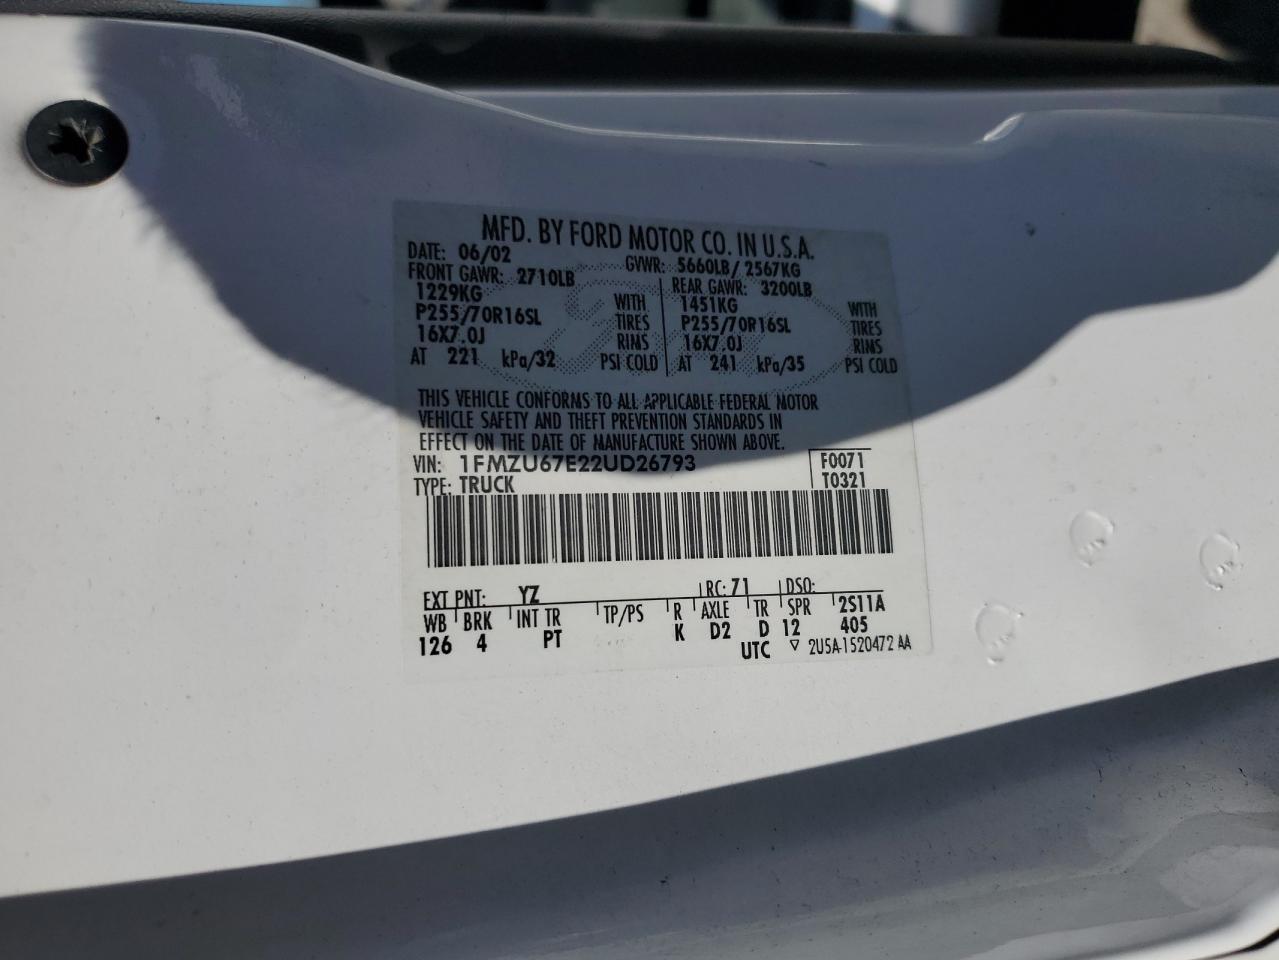 MFD. BY FORD MOTOR CO. IN U.S.A.
DATE: 06/02 GVWR: 5660LB/ 2567KG
FRONT GAWR: 2710LB REAR GAWR: 3200LB
1229KG WITH 1451KG WITH
P255/70R16SL TIRES P255/70R16SL TIRES
16X7.0J RIMS 16X7.0J RIMS
AT 221 kPa/32 PSI COLD AT 241 kPa/35 PSI COLD
THIS VEHICLE CONFORMS TO ALL APPLICABLE FEDERAL MOTOR
VEHICLE SAFETY AND THEFT PREVENTION STANDARDS IN
EFFECT ON THE DATE OF MANUFACTURE SHOWN ABOVE.
VIN: 1FMZU67E22UD26793 F0071
TYPE: TRUCK T0321
EXT PNT: YZ RC: 71 DSO:
WB BRK INT TR TP/PS R AXLE TR SPR 2S11A
126 4 PT K D2 D 12 405
UTC ▽ 2U5A-1520472 AA